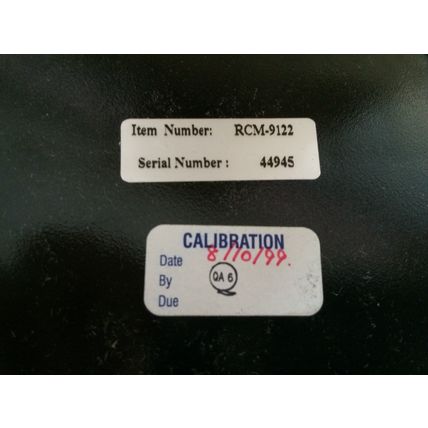 Item Number: RCM-9122
Serial Number : 44945
CALIBRATION
Date 8/10/99.
By QA 6
Due